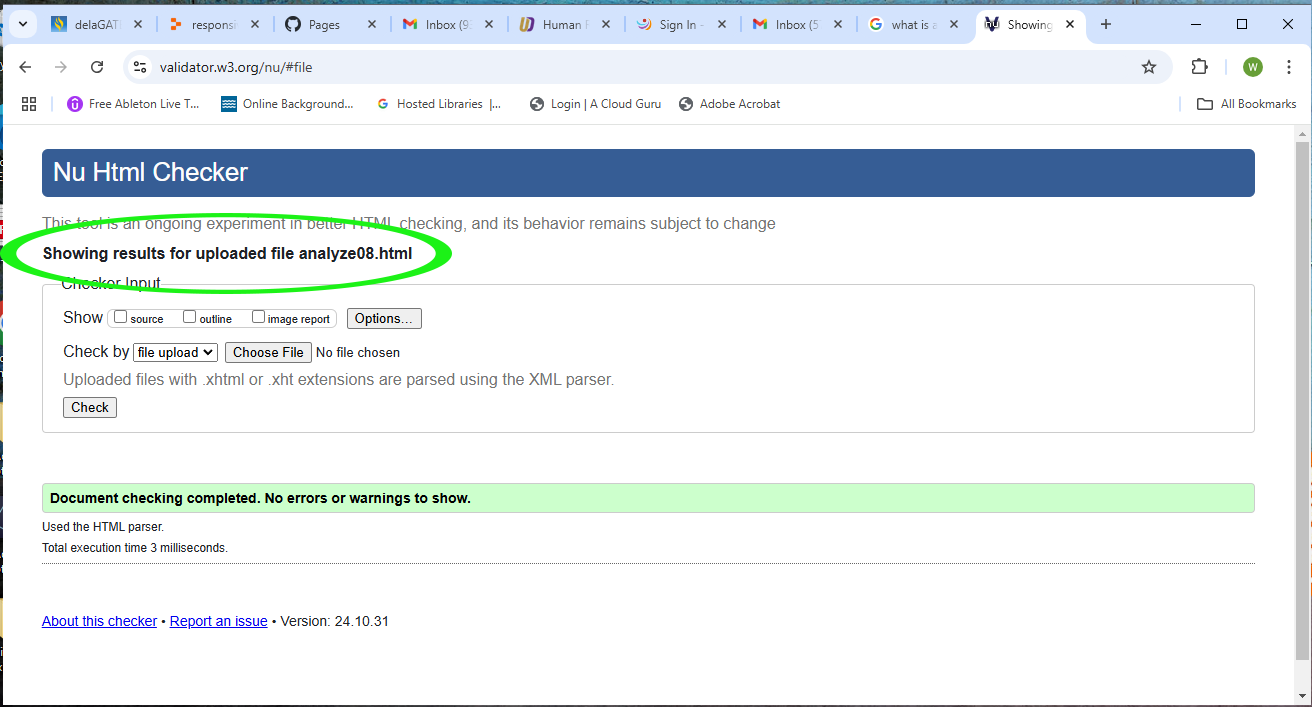 delaGAT
respons
Pages
Inbox (9
Human
Sign In -
Inbox (5
what is a
Showing
validator.w3.org/nu/#file
W
Free Ableton Live T...
Online Background...
Hosted Libraries |...
Login | A Cloud Guru
Adobe Acrobat
All Bookmarks
Nu Html Checker
This tool is an ongoing experiment in better HTML checking, and its behavior remains subject to change
Showing results for uploaded file analyze08.html
Checker Input
Show source outline image report Options...
Check by file upload Choose File No file chosen
Uploaded files with .xhtml or .xht extensions are parsed using the XML parser.
Check
Document checking completed. No errors or warnings to show.
Used the HTML parser.
Total execution time 3 milliseconds.
About this checker • Report an issue • Version: 24.10.31